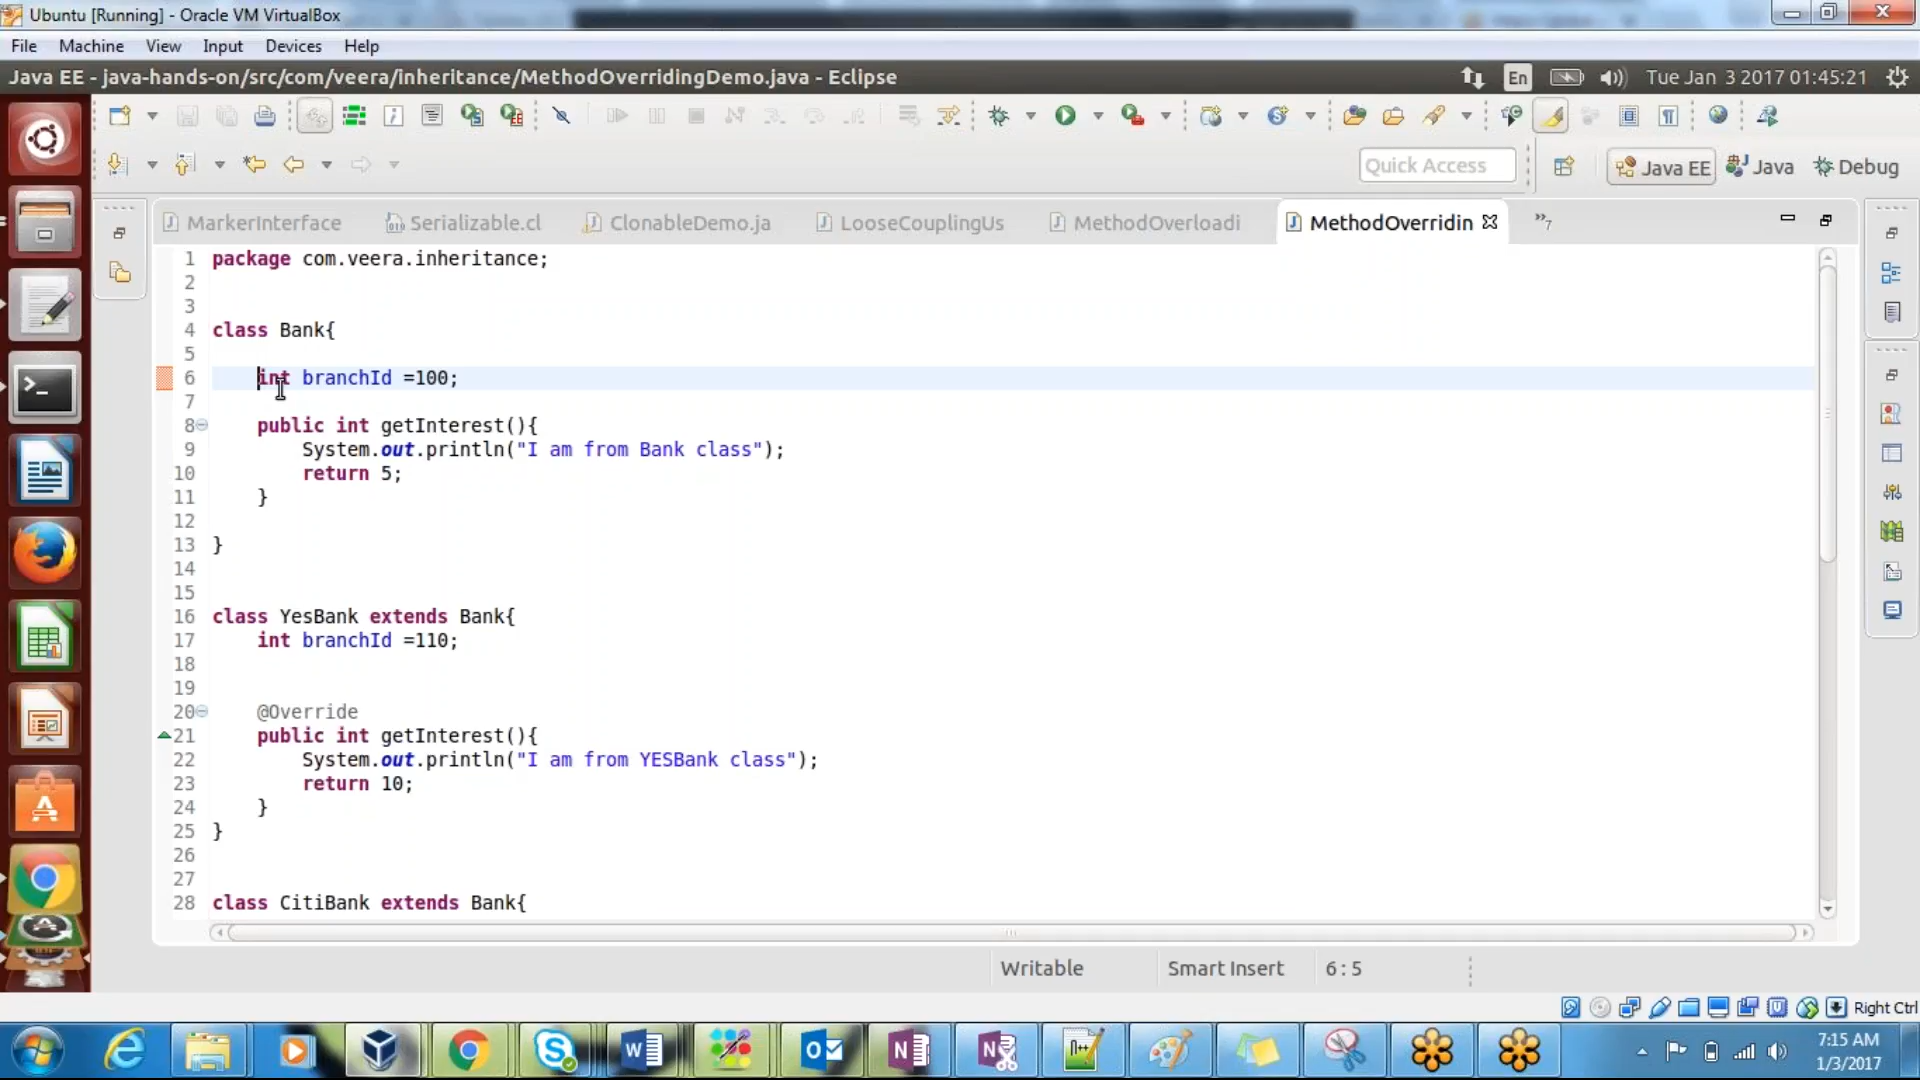 Ubuntu [Running] - Oracle VM VirtualBox
File Machine View Input Devices Help
Java EE - java-hands-on/src/com/veera/inheritance/MethodOverridingDemo.java - Eclipse
En
Tue Jan 3 2017 01:45:21
Quick Access
Java EE
Java
Debug
MarkerInterface
Serializable.cl
ClonableDemo.ja
LooseCouplingUs
MethodOverloadi
MethodOverridin
»7
1 package com.veera.inheritance;
2
3
4 class Bank{
5
6 int branchId =100;
7
8 public int getInterest(){
9 System.out.println("I am from Bank class");
10 return 5;
11 }
12
13 }
14
15
16 class YesBank extends Bank{
17 int branchId =110;
18
19
20 @Override
21 public int getInterest(){
22 System.out.println("I am from YESBank class");
23 return 10;
24 }
25 }
26
27
28 class CitiBank extends Bank{
Writable
Smart Insert
6 : 5
Right Ctrl
7:15 AM
1/3/2017